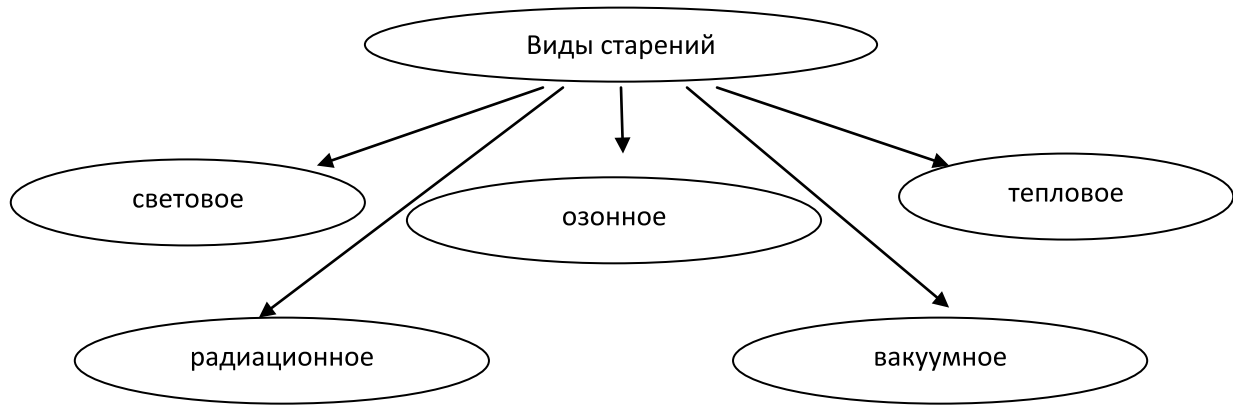 Виды старений
световое
озонное
тепловое
радиационное
вакуумное